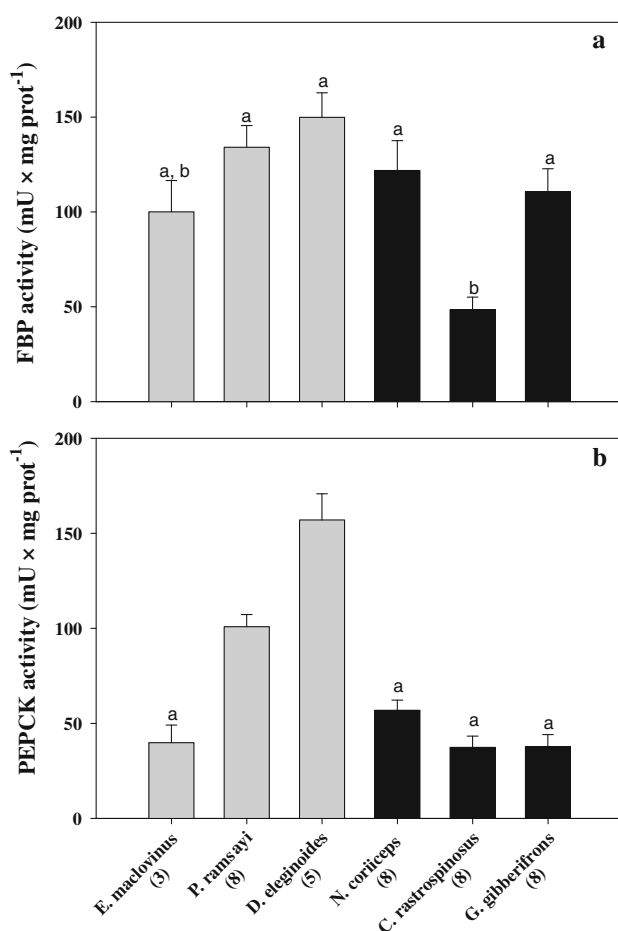 a
FBP activity (mU × mg prot⁻¹)
200
150
100
50
0
a, b
a
a
a
b
a
b
PEPCK activity (mU × mg prot⁻¹)
200
150
100
50
0
a
a
a
a
E. maclovinus
(3)
P. ramsayi
(8)
D. eleginoides
(5)
N. coriiceps
(8)
C. rastrospinosus
(8)
G. gibberifrons
(8)